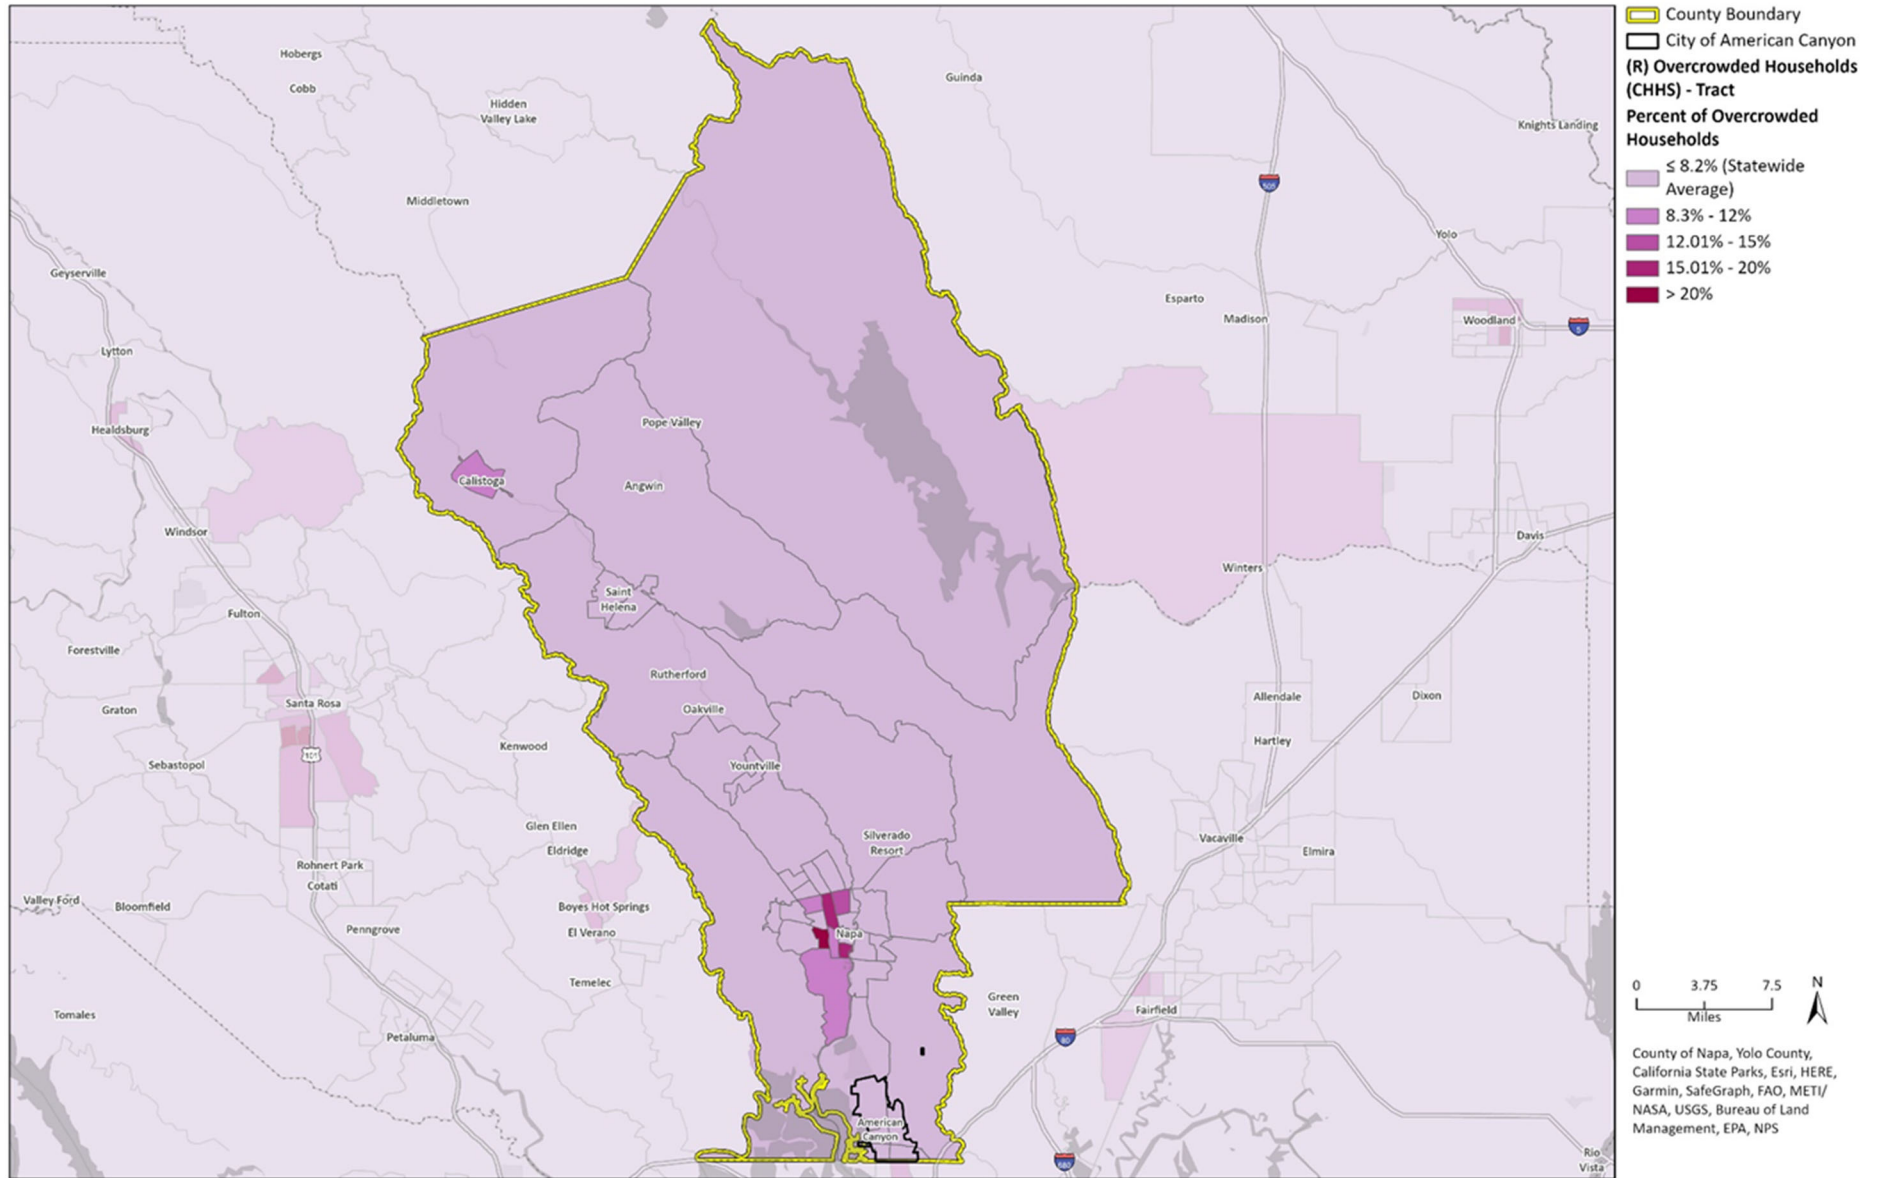 County Boundary
City of American Canyon
(R) Overcrowded Households
(CHHS) - Tract
Percent of Overcrowded
Households
≤ 8.2% (Statewide
Average)
8.3% - 12%
12.01% - 15%
15.01% - 20%
> 20%
Hobergs
Cobb
Hidden
Valley Lake
Guinda
Knights Landing
Middletown
505
Yolo
Geyserville
Esparto
Madison
Woodland
5
Lytton
Healdsburg
Pope Valley
Calistoga
Angwin
Windsor
Davis
Winters
Saint
Helena
Fulton
Forestville
Rutherford
Santa Rosa
Graton
Oakville
Allendale
Dixon
Kenwood
Hartley
101
Sebastopol
Yountville
Glen Ellen
Silverado
Resort
Vacaville
Eldridge
Elmira
Rohnert Park
Cotati
Valley Ford
Bloomfield
Boyes Hot Springs
El Verano
Napa
Penngrove
Temelec
Green
Valley
Fairfield
Tomales
Petaluma
80
American
Canyon
680
Rio
Vista
0 3.75 7.5
Miles
N
County of Napa, Yolo County,
California State Parks, Esri, HERE,
Garmin, SafeGraph, FAO, METI/
NASA, USGS, Bureau of Land
Management, EPA, NPS